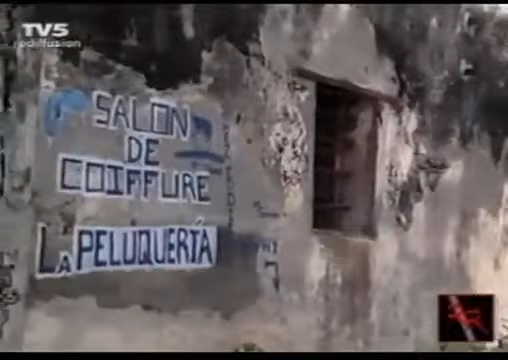 TV5
rediffusion
SALON
DE
COIFFURE
LA PELUQUERÍA